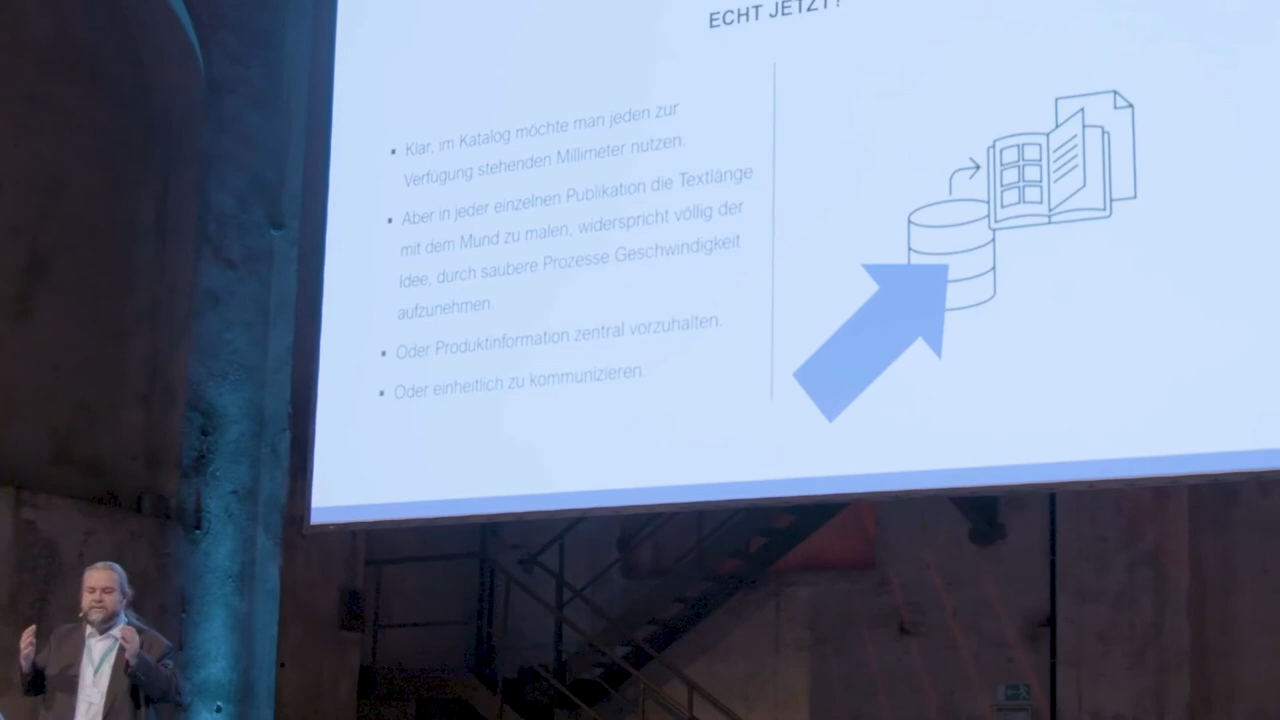 ECHT JETZT?
▪ Klar, im Katalog möchte man jeden zur
Verfügung stehenden Millimeter nutzen.
▪ Aber in jeder einzelnen Publikation die Textlänge
mit dem Mund zu malen, widerspricht völlig der
Idee, durch saubere Prozesse Geschwindigkeit
aufzunehmen.
▪ Oder Produktinformation zentral vorzuhalten.
▪ Oder einheitlich zu kommunizieren.